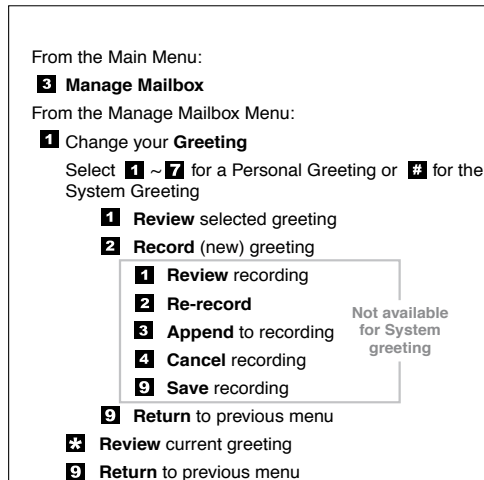 From the Main Menu:
3 Manage Mailbox
From the Manage Mailbox Menu:
1 Change your Greeting
Select 1 ~ 7 for a Personal Greeting or # for the
System Greeting
1 Review selected greeting
2 Record (new) greeting
1 Review recording
2 Re-record
3 Append to recording
4 Cancel recording
9 Save recording
Not available
for System
greeting
9 Return to previous menu
* Review current greeting
9 Return to previous menu